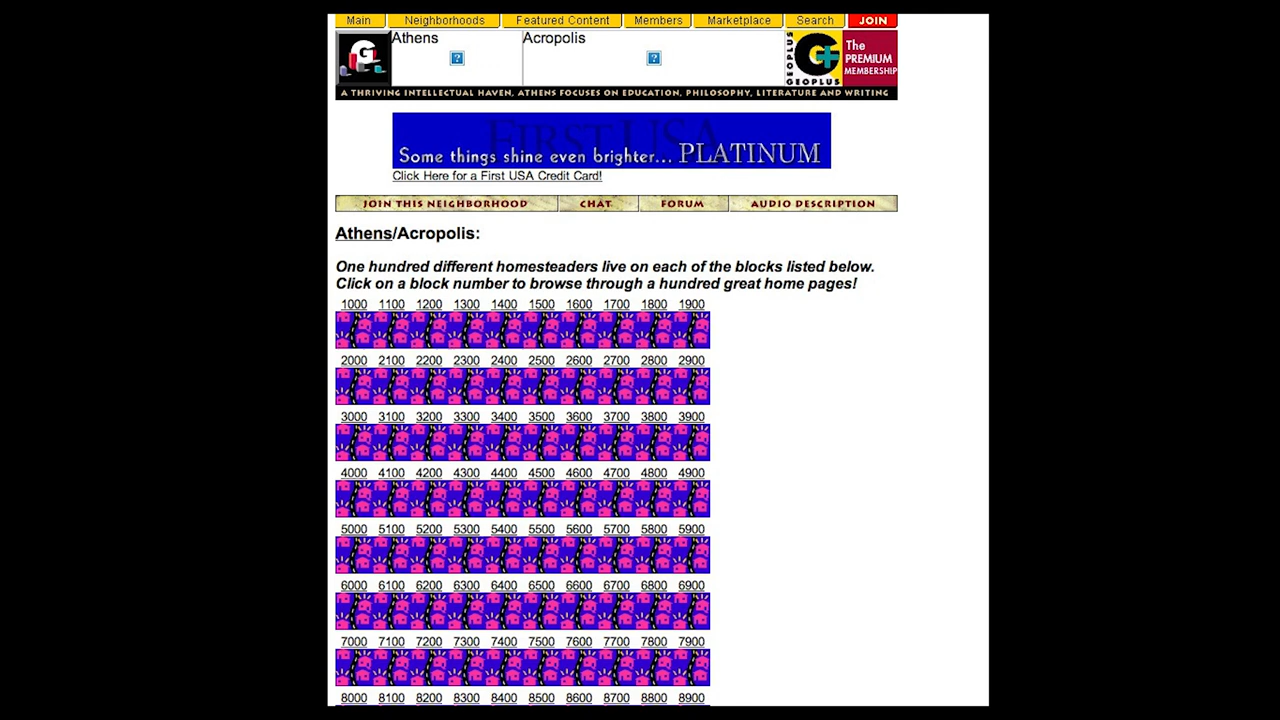 Main Neighborhoods Featured Content Members Marketplace Search JOIN
G Athens Acropolis GEOPLUS G+ GEOPLUS The PREMIUM MEMBERSHIP
A THRIVING INTELLECTUAL HAVEN, ATHENS FOCUSES ON EDUCATION, PHILOSOPHY, LITERATURE AND WRITING
FIRST USA
Some things shine even brighter... PLATINUM
Click Here for a First USA Credit Card!
JOIN THIS NEIGHBORHOOD CHAT FORUM AUDIO DESCRIPTION
Athens/Acropolis:
One hundred different homesteaders live on each of the blocks listed below.
Click on a block number to browse through a hundred great home pages!
1000 1100 1200 1300 1400 1500 1600 1700 1800 1900
2000 2100 2200 2300 2400 2500 2600 2700 2800 2900
3000 3100 3200 3300 3400 3500 3600 3700 3800 3900
4000 4100 4200 4300 4400 4500 4600 4700 4800 4900
5000 5100 5200 5300 5400 5500 5600 5700 5800 5900
6000 6100 6200 6300 6400 6500 6600 6700 6800 6900
7000 7100 7200 7300 7400 7500 7600 7700 7800 7900
8000 8100 8200 8300 8400 8500 8600 8700 8800 8900